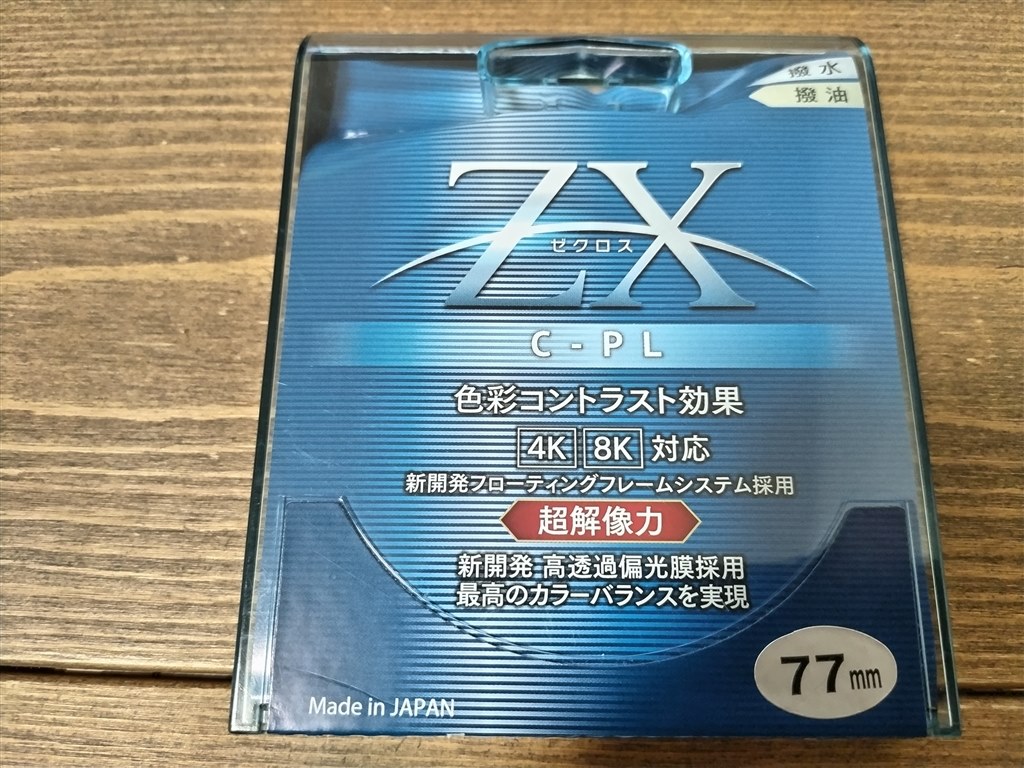 撥水
撥油
ZX
ゼクロス
C-PL
色彩コントラスト効果
4K 8K 対応
新開発フローティングフレームシステム採用
超解像力
新開発 高透過偏光膜採用
最高のカラーバランスを実現
77mm
Made in JAPAN